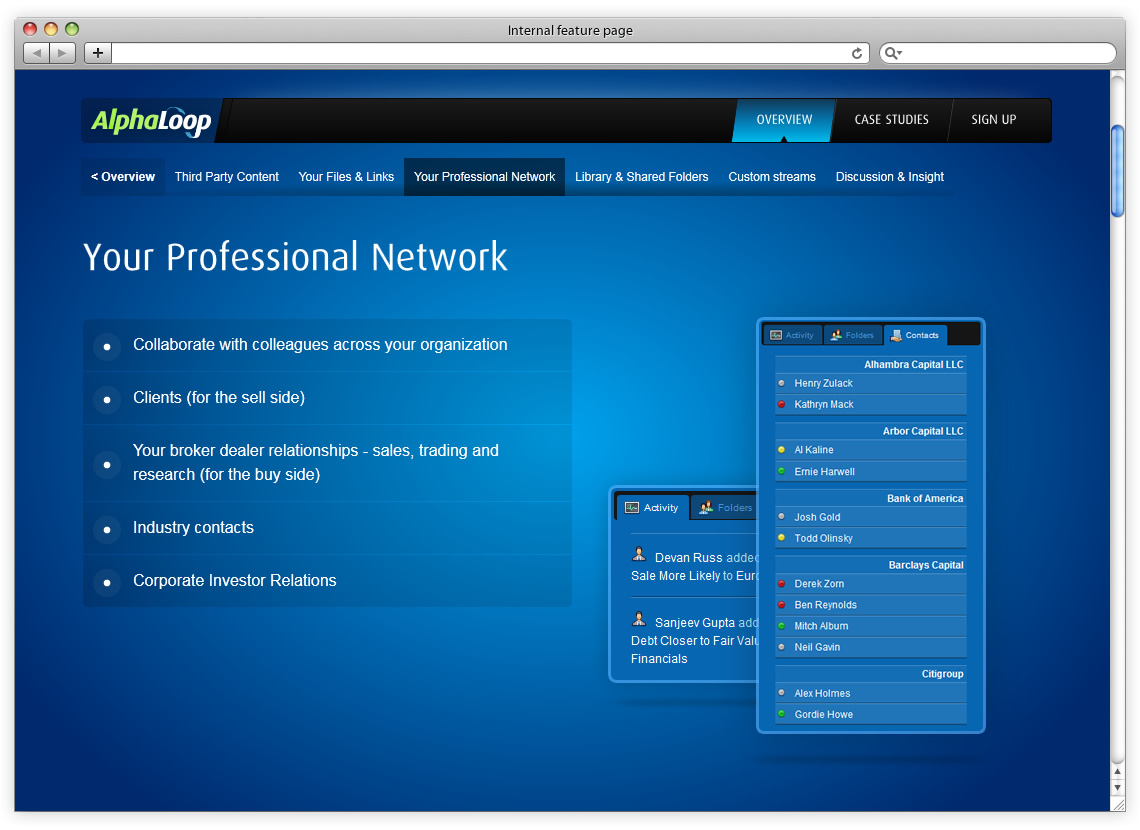 Internal feature page
AlphaLoop
OVERVIEW
CASE STUDIES
SIGN UP
< Overview
Third Party Content
Your Files & Links
Your Professional Network
Library & Shared Folders
Custom streams
Discussion & Insight
Your Professional Network
Collaborate with colleagues across your organization
Clients (for the sell side)
Your broker dealer relationships - sales, trading and
research (for the buy side)
Industry contacts
Corporate Investor Relations
Activity
Folders
Devan Russ added
Sale More Likely to Euro
Sanjeev Gupta add
Debt Closer to Fair Valu
Financials
Activity
Folders
Contacts
Alhambra Capital LLC
Henry Zulack
Kathryn Mack
Arbor Capital LLC
Al Kaline
Ernie Harwell
Bank of America
Josh Gold
Todd Olinsky
Barclays Capital
Derek Zorn
Ben Reynolds
Mitch Album
Neil Gavin
Citigroup
Alex Holmes
Gordie Howe